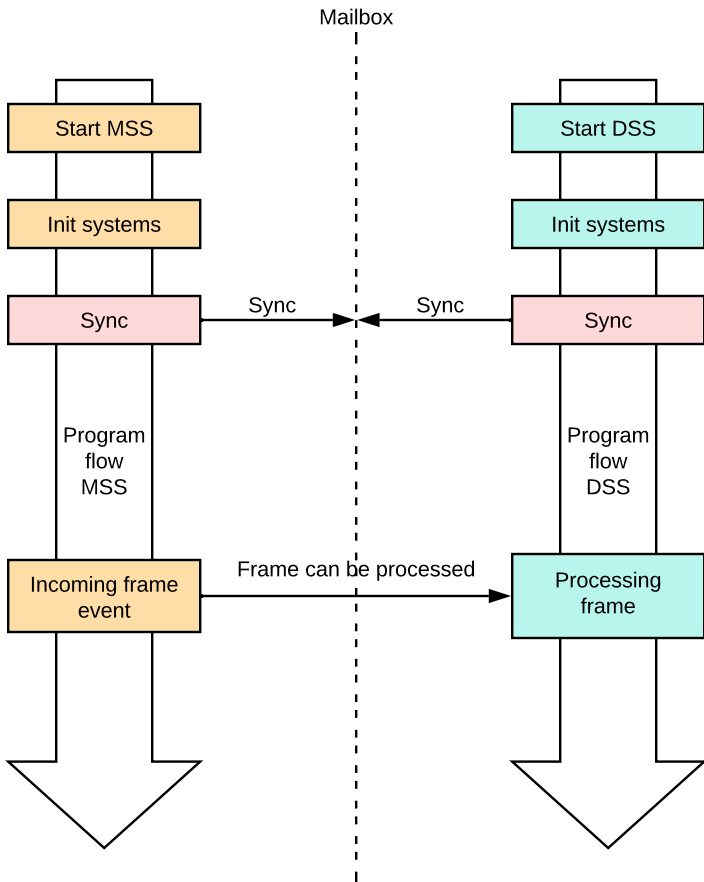 Mailbox
Start MSS
Start DSS
Init systems
Init systems
Sync
Sync
Sync
Sync
Program
flow
MSS
Program
flow
DSS
Incoming frame
event
Frame can be processed
Processing
frame